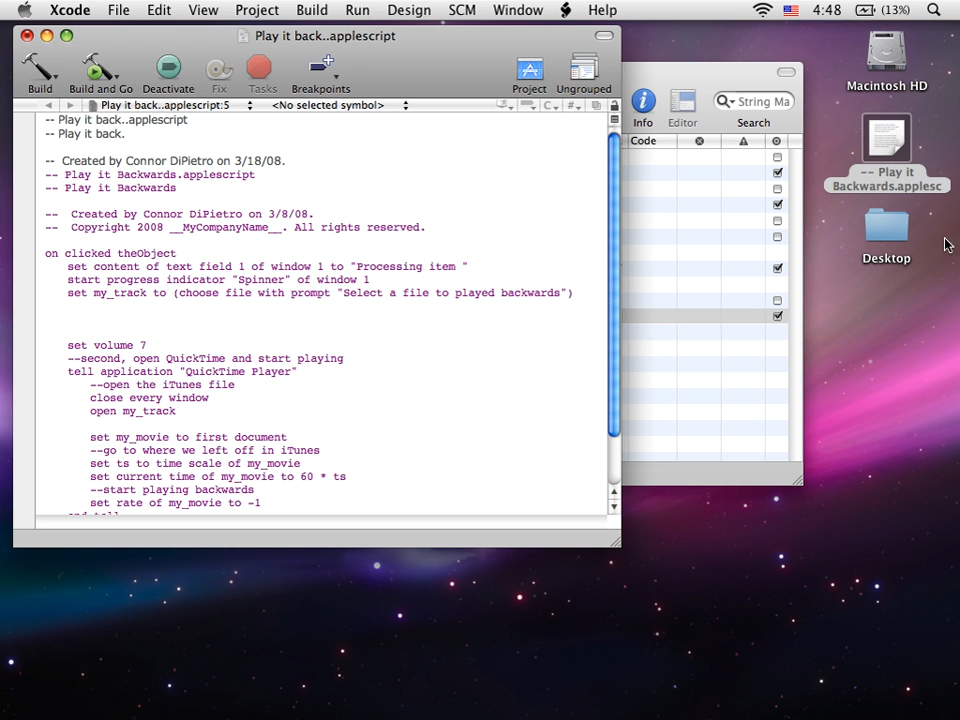 Xcode File Edit View Project Build Run Design SCM Window Help 4:48 (13%)
Play it back..applescript
Build Build and Go Deactivate Fix Tasks Breakpoints Project Ungrouped
Play it back..applescript:5 <No selected symbol> C #
-- Play it back..applescript
-- Play it back.
-- Created by Connor DiPietro on 3/18/08.
-- Play it Backwards.applescript
-- Play it Backwards
-- Created by Connor DiPietro on 3/8/08.
-- Copyright 2008 __MyCompanyName__. All rights reserved.
on clicked theObject
set content of text field 1 of window 1 to "Processing item "
start progress indicator "Spinner" of window 1
set my_track to (choose file with prompt "Select a file to played backwards")
set volume 7
--second, open QuickTime and start playing
tell application "QuickTime Player"
--open the iTunes file
close every window
open my_track
set my_movie to first document
--go to where we left off in iTunes
set ts to time scale of my_movie
set current time of my_movie to 60 * ts
--start playing backwards
set rate of my_movie to -1
Info Editor Search
String Ma
Code
Macintosh HD
-- Play it
Backwards.applesc
Desktop